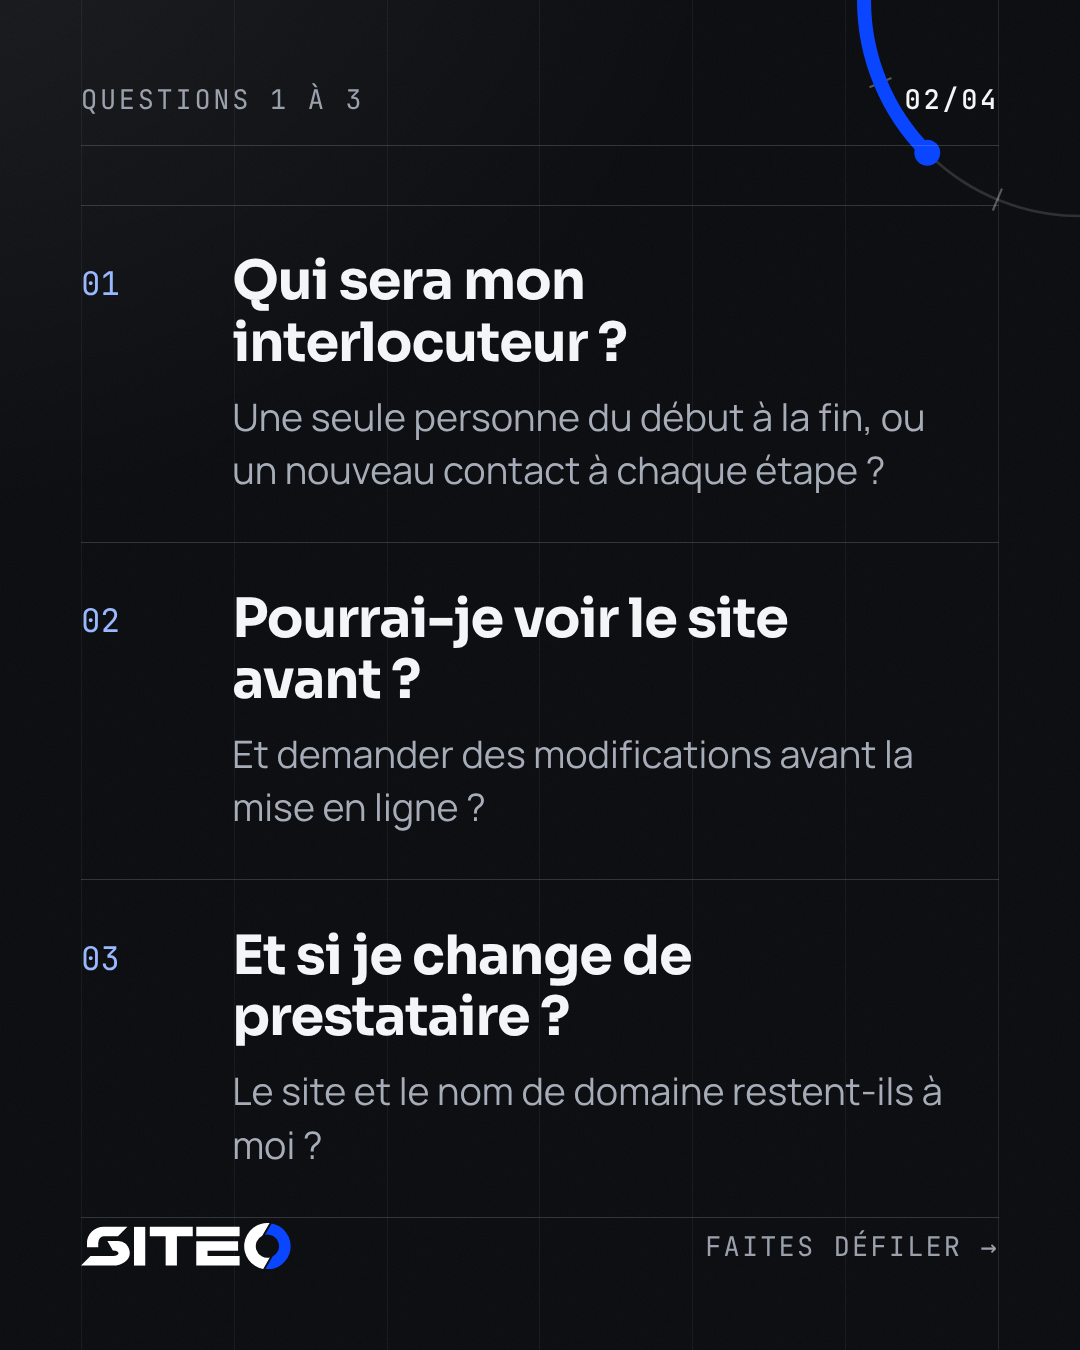 QUESTIONS 1 À 3
02/04
01
Qui sera mon
interlocuteur ?
Une seule personne du début à la fin, ou
un nouveau contact à chaque étape ?
02
Pourrai-je voir le site
avant ?
Et demander des modifications avant la
mise en ligne ?
03
Et si je change de
prestataire ?
Le site et le nom de domaine restent-ils à
moi ?
SITEO
FAITES DÉFILER →